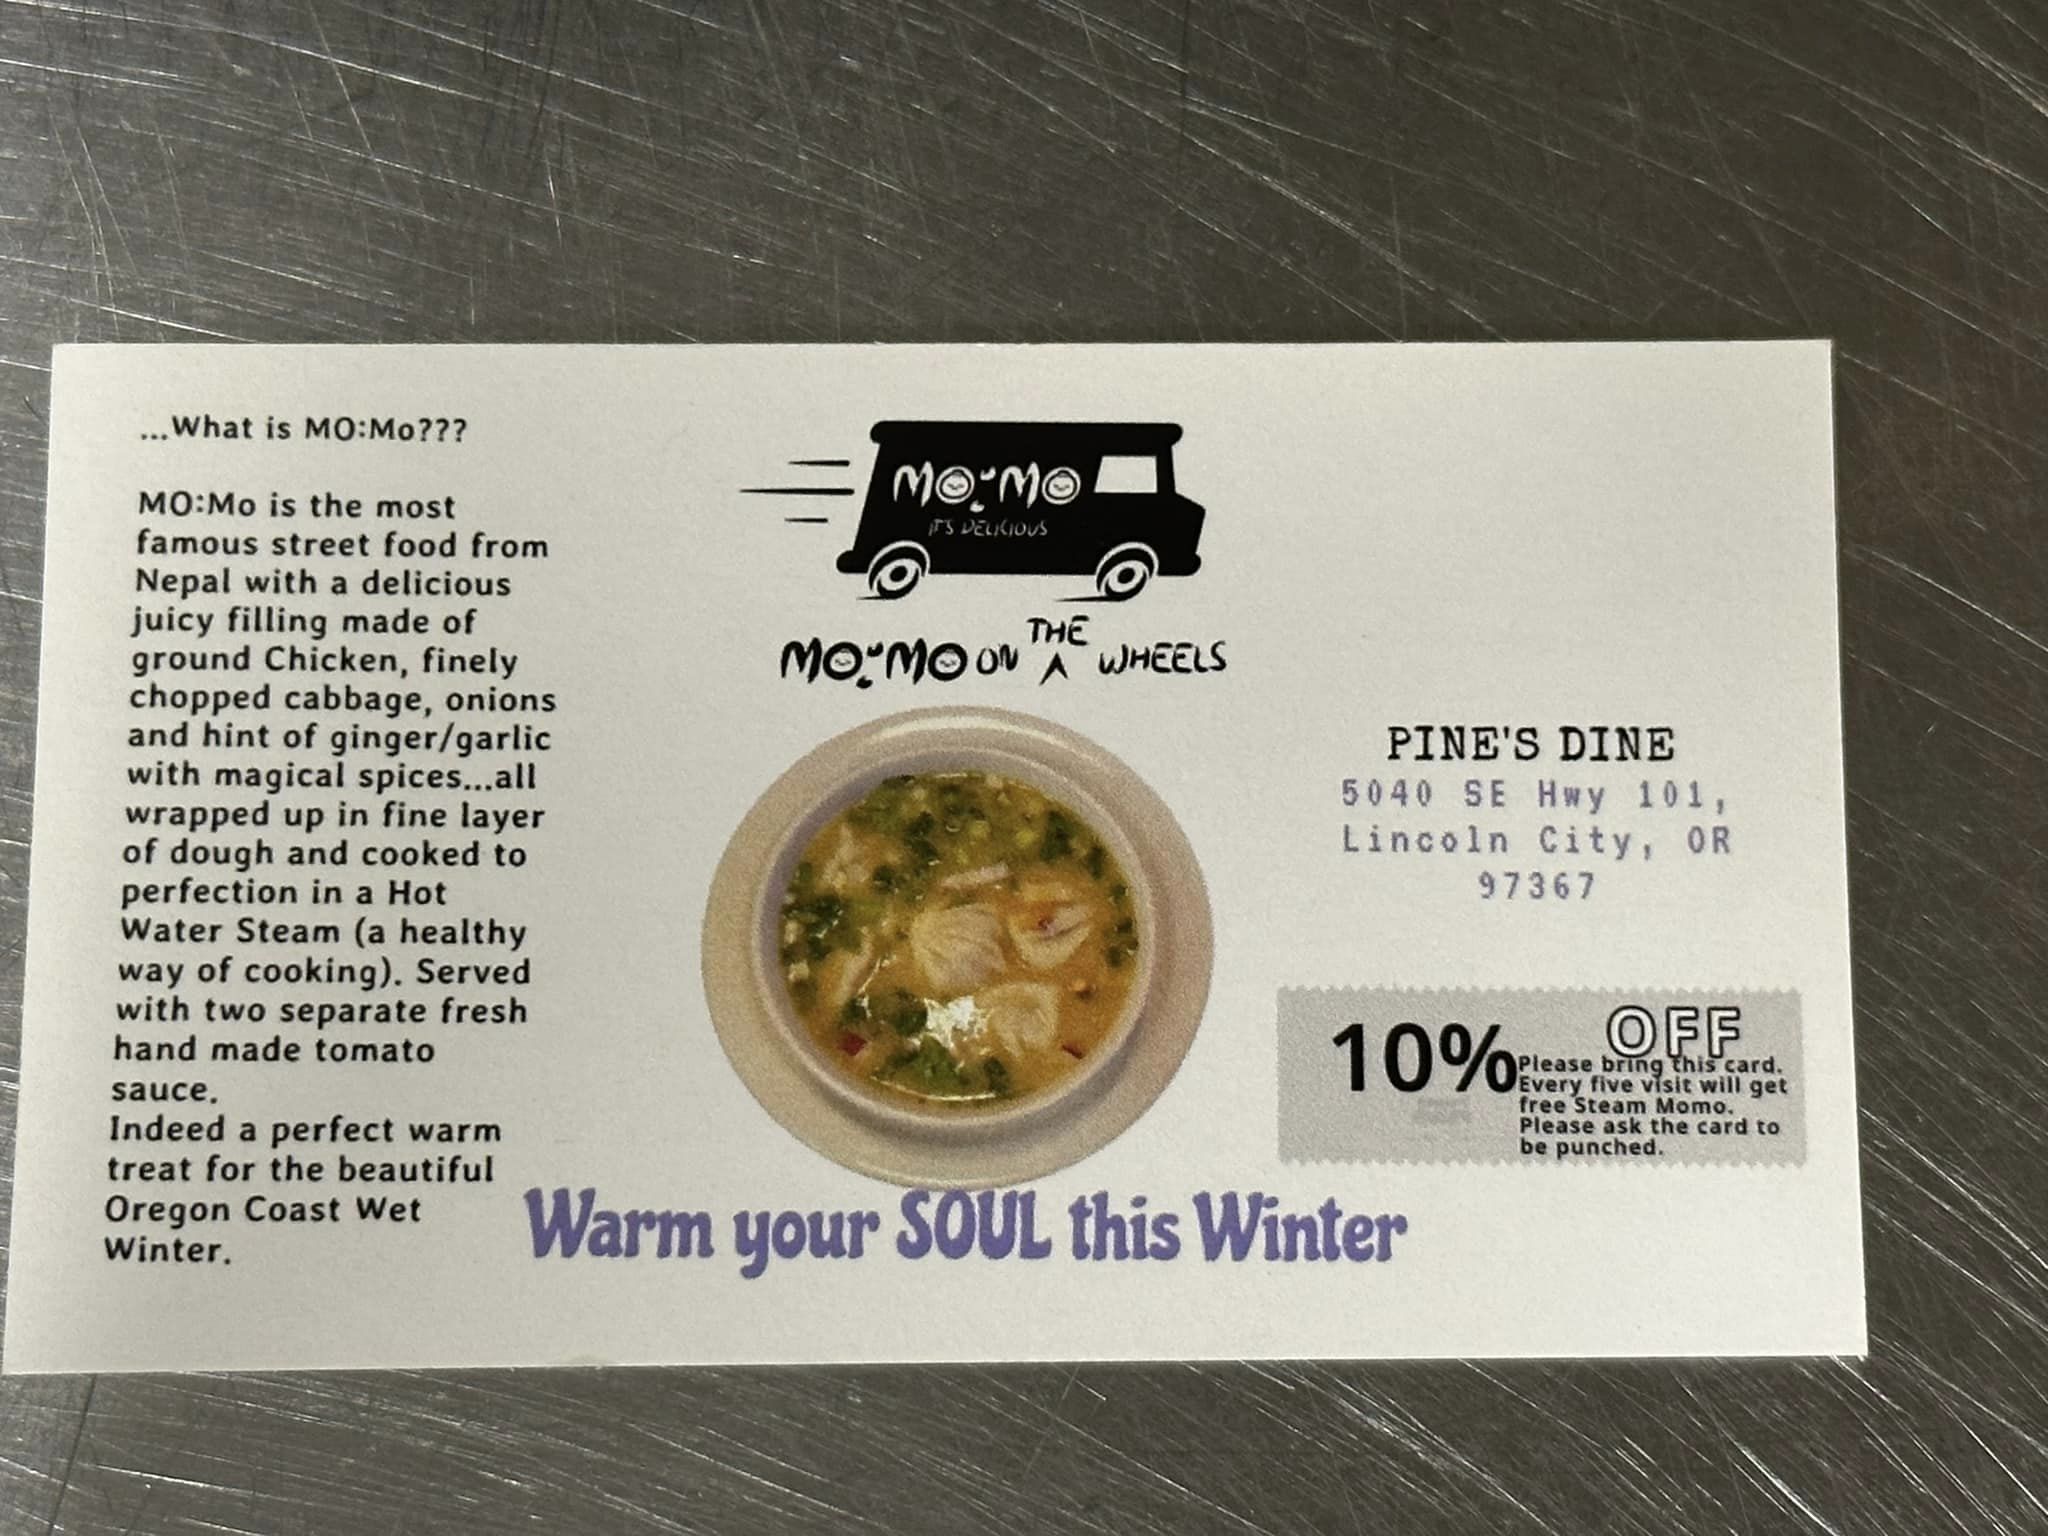 ...What is MO:Mo???
MO:Mo is the most
famous street food from
Nepal with a delicious
juicy filling made of
ground Chicken, finely
chopped cabbage, onions
and hint of ginger/garlic
with magical spices...all
wrapped up in fine layer
of dough and cooked to
perfection in a Hot
Water Steam (a healthy
way of cooking). Served
with two separate fresh
hand made tomato
sauce.
Indeed a perfect warm
treat for the beautiful
Oregon Coast Wet
Winter.
MO:MO
IT'S DELICIOUS
MO:MO ON THE WHEELS
Warm your SOUL this Winter
PINE'S DINE
5040 SE Hwy 101,
Lincoln City, OR
97367
10% OFF
Please bring this card.
Every five visit will get
free Steam Momo.
Please ask the card to
be punched.